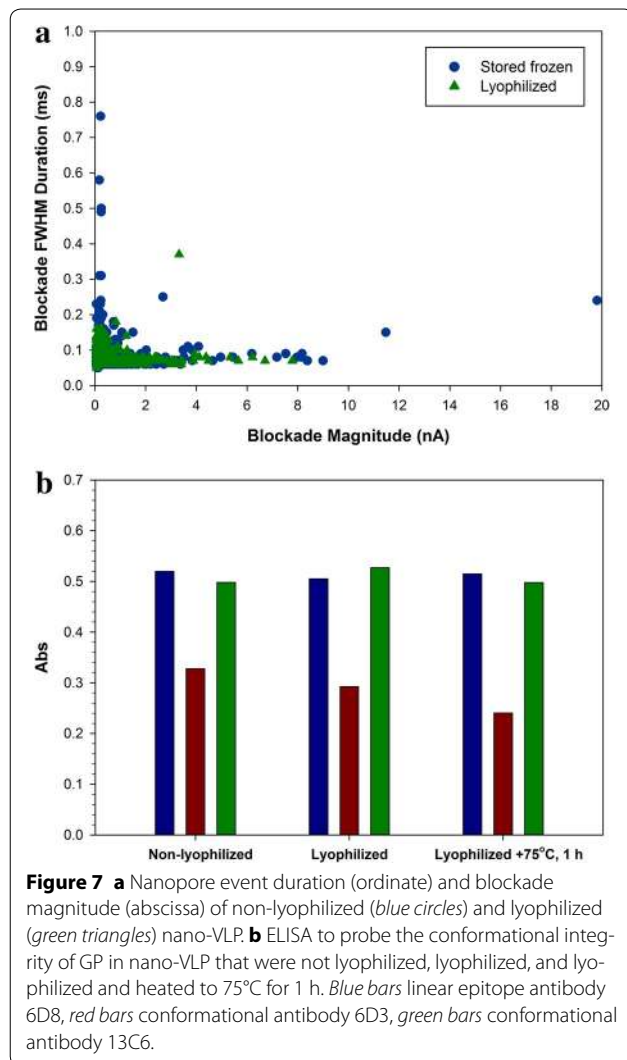 a
1.0
0.9
0.8
0.7
0.6
0.5
0.4
0.3
0.2
0.1
0.0
Blockade FWHM Duration (ms)
Stored frozen
Lyophilized
0 2 4 6 8 10 12 14 16 18 20
Blockade Magnitude (nA)
b
0.7
0.6
0.5
0.4
0.3
0.2
0.1
0.0
Abs
Non-lyophilized Lyophilized Lyophilized +75°C, 1 h
Figure 7 a Nanopore event duration (ordinate) and blockade
magnitude (abscissa) of non-lyophilized (blue circles) and lyophilized
(green triangles) nano-VLP. b ELISA to probe the conformational integ-
rity of GP in nano-VLP that were not lyophilized, lyophilized, and lyo-
philized and heated to 75°C for 1 h. Blue bars linear epitope antibody
6D8, red bars conformational antibody 6D3, green bars conformational
antibody 13C6.